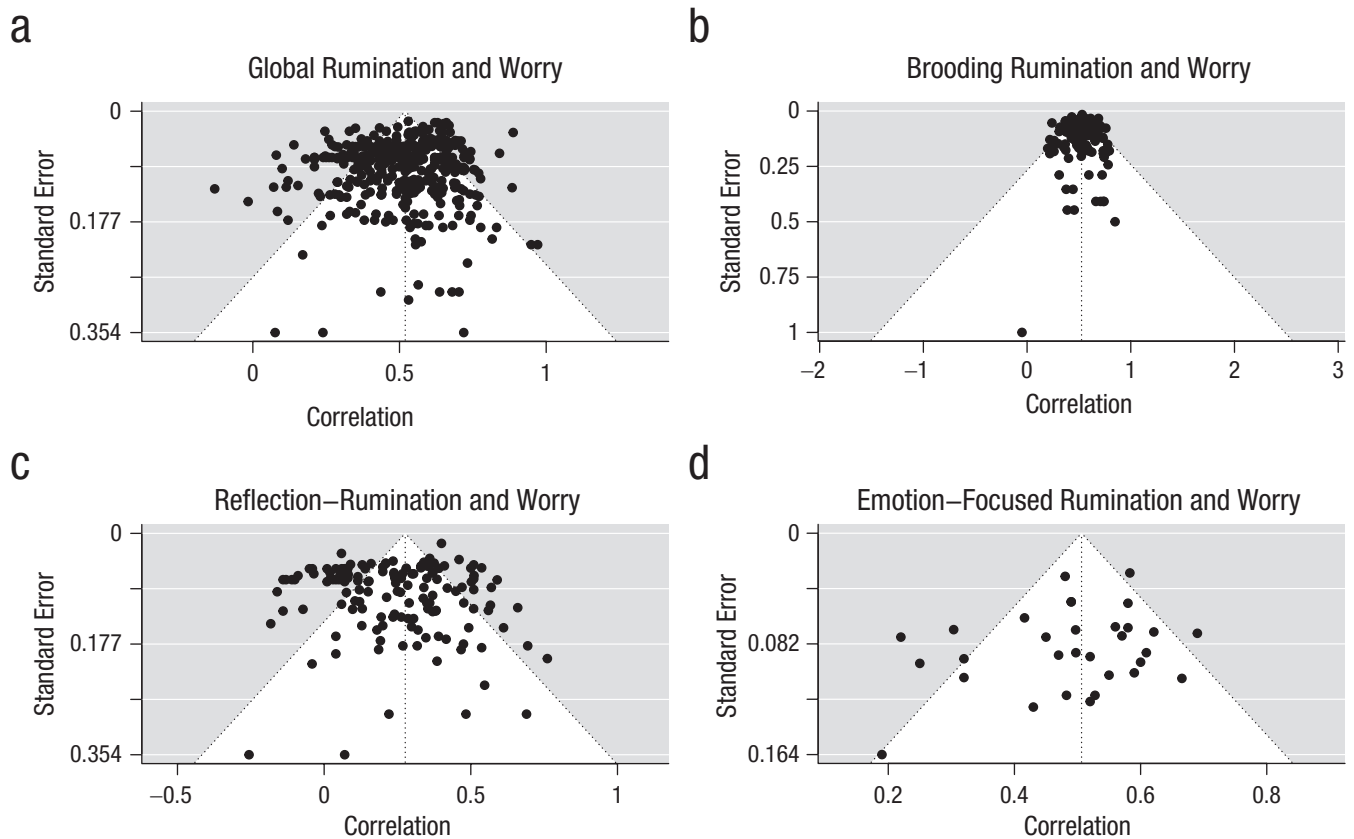 a
Global Rumination and Worry
Standard Error
0
0.177
0.354
0
0.5
1
Correlation
b
Brooding Rumination and Worry
Standard Error
0
0.25
0.5
0.75
1
−2
−1
0
1
2
3
Correlation
c
Reflection−Rumination and Worry
Standard Error
0
0.177
0.354
−0.5
0
0.5
1
Correlation
d
Emotion−Focused Rumination and Worry
Standard Error
0
0.082
0.164
0.2
0.4
0.6
0.8
Correlation